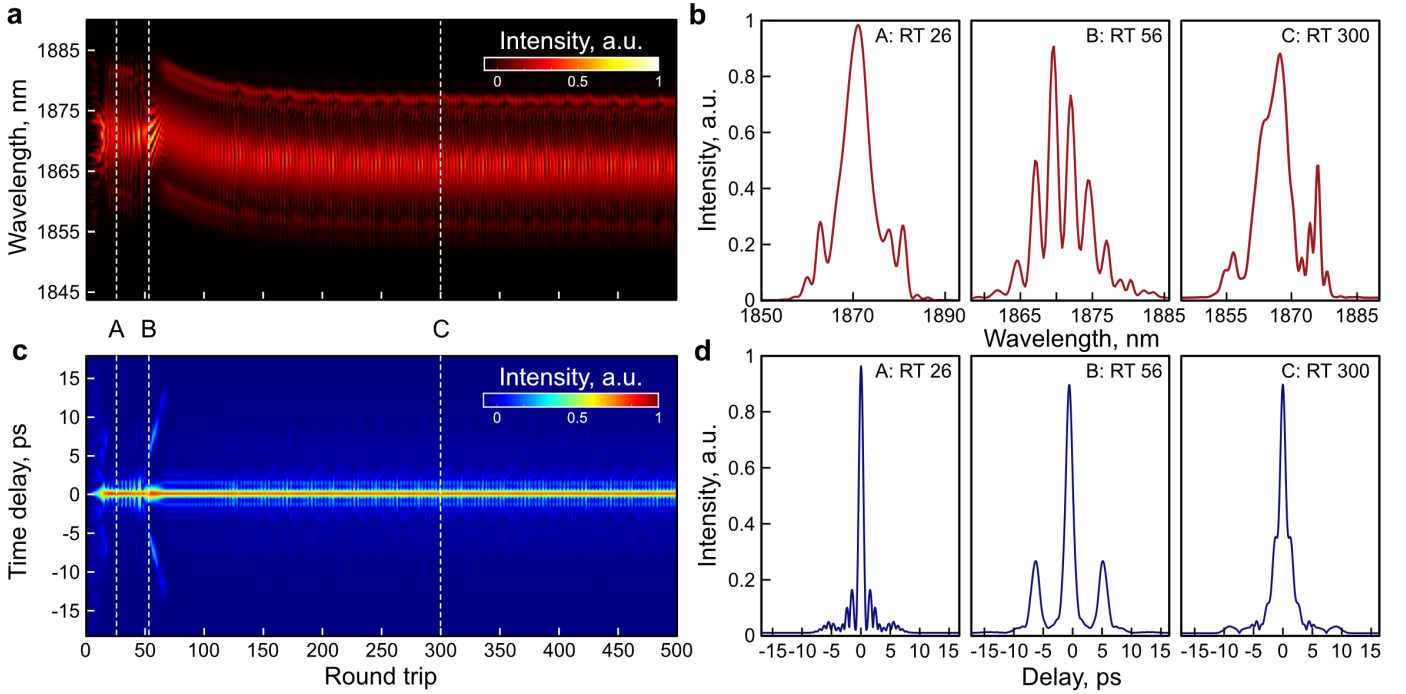 a
Wavelength, nm
1885
1875
1865
1855
1845
Intensity, a.u.
0 0.5 1
A B C
b
Intensity, a.u.
1
0.8
0.6
0.4
0.2
0
A: RT 26
B: RT 56
C: RT 300
1850 1870 1890
1865 1875 1885
1855 1870 1885
Wavelength, nm
c
Time delay, ps
15
10
5
0
-5
-10
-15
Intensity, a.u.
0 0.5 1
0 50 100 150 200 250 300 350 400 450 500
Round trip
d
Intensity, a.u.
1
0.8
0.6
0.4
0.2
0
A: RT 26
B: RT 56
C: RT 300
-15 -10 -5 0 5 10 15
-15 -10 -5 0 5 10 15
-15 -10 -5 0 5 10 15
Delay, ps